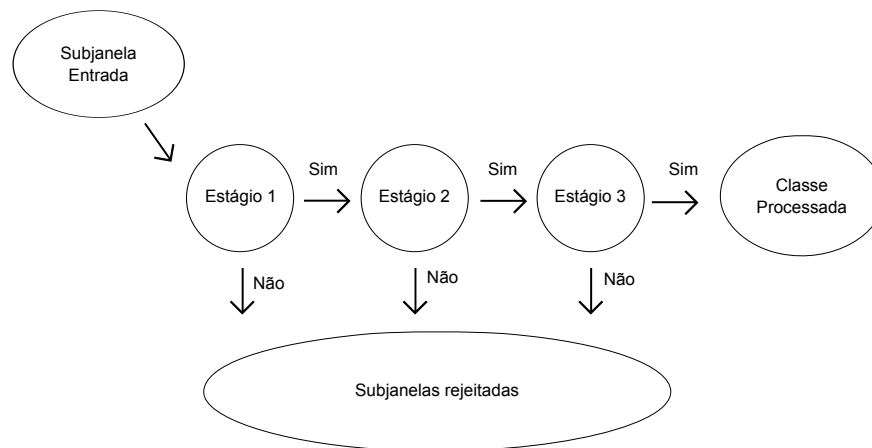 Subjanela
Entrada
Estágio 1
Sim
Estágio 2
Sim
Estágio 3
Sim
Classe
Processada
Não
Não
Não
Subjanelas rejeitadas